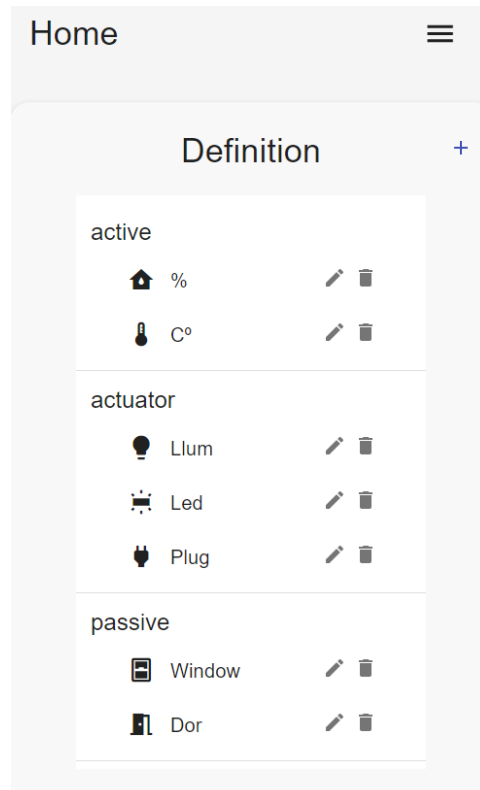 Home
Definition +
active
%
Cº
actuator
Llum
Led
Plug
passive
Window
Dor